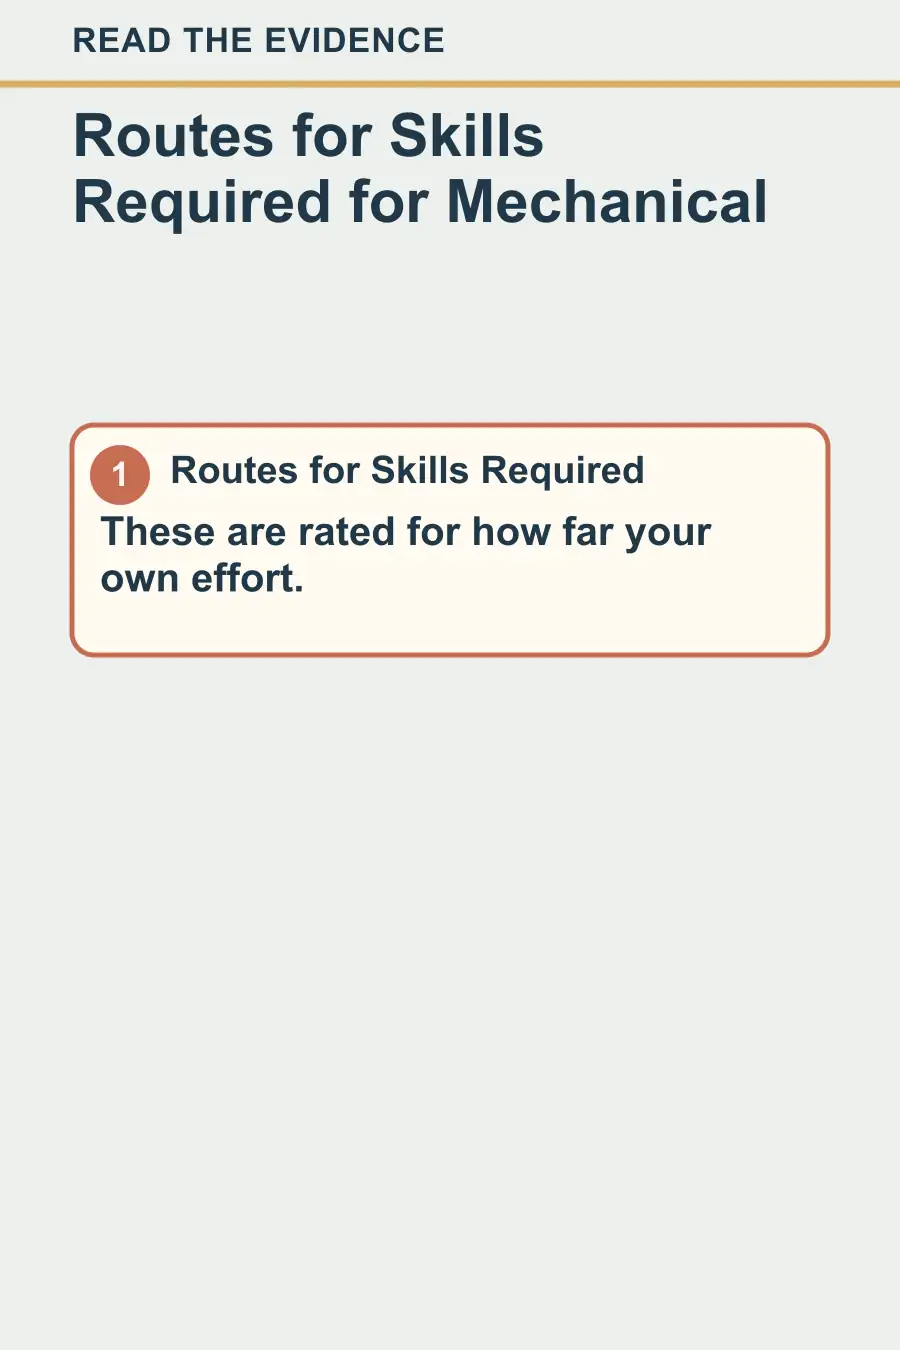 READ THE EVIDENCE
Routes for Skills
Required for Mechanical
1 Routes for Skills Required
These are rated for how far your
own effort.